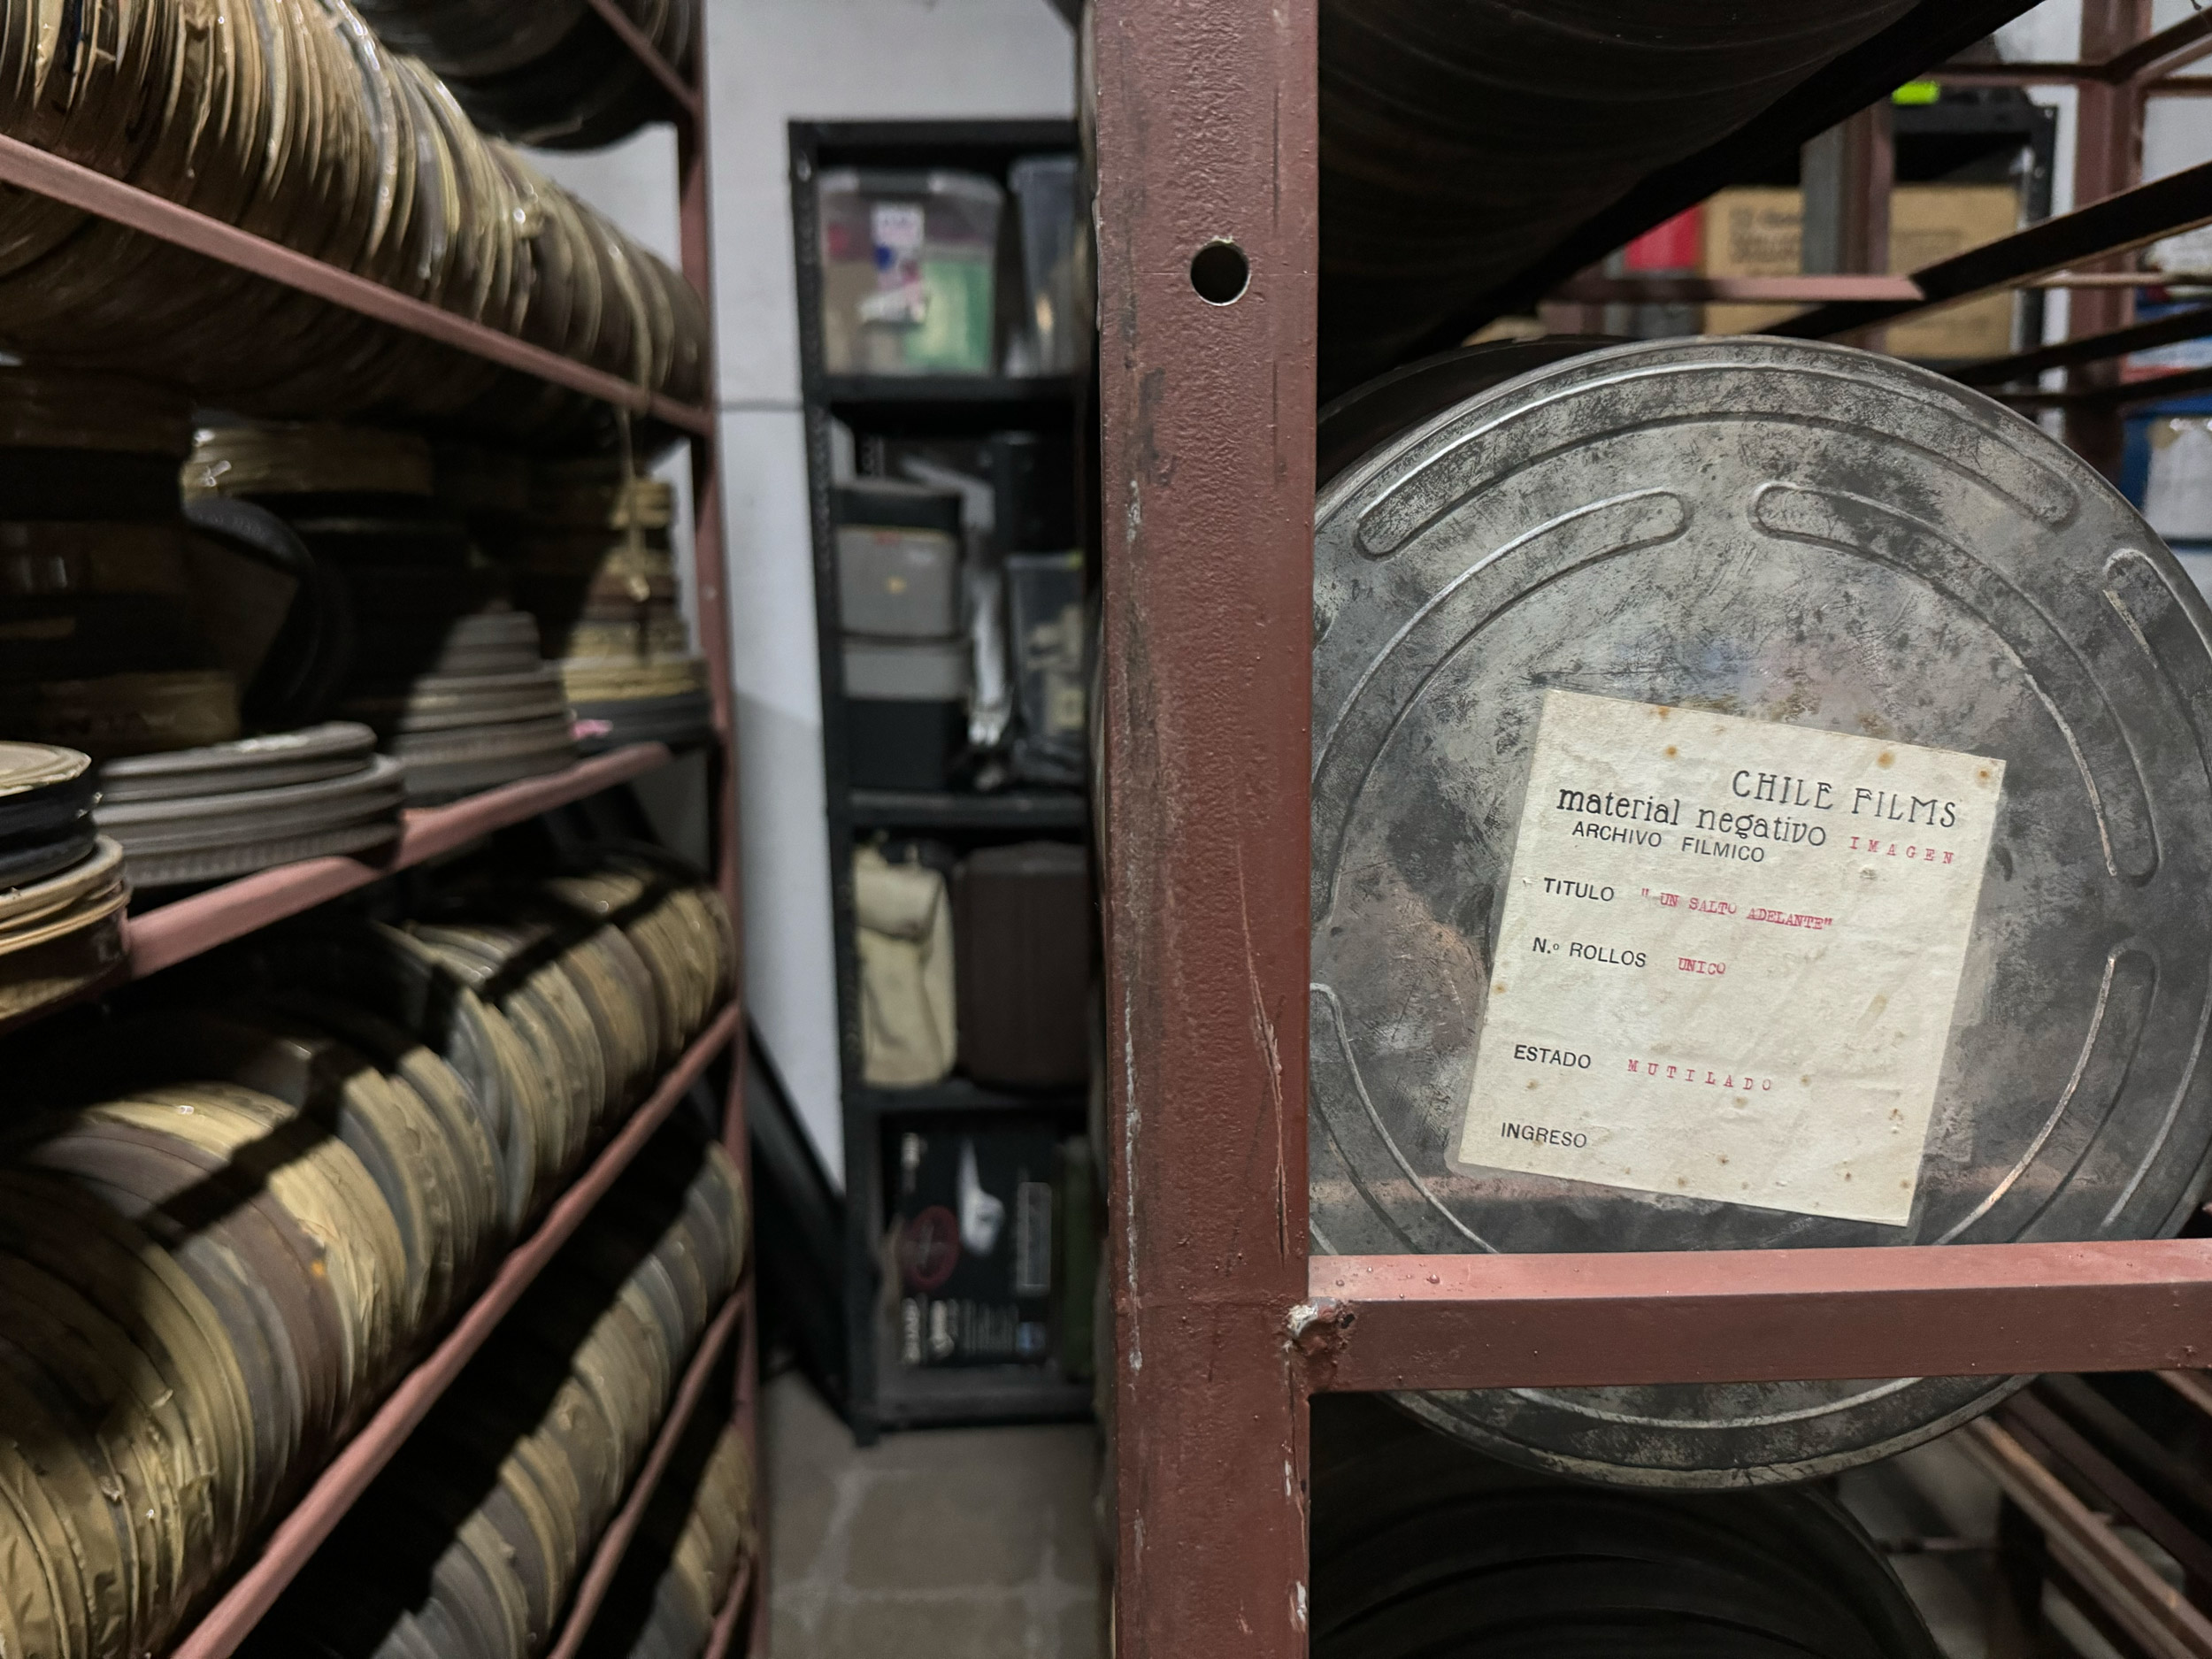 CHILE FILMS
material negativo IMAGEN
ARCHIVO FILMICO
TITULO " UN SALTO ADELANTE"
N.º ROLLOS UNICO
ESTADO MUTILADO
INGRESO